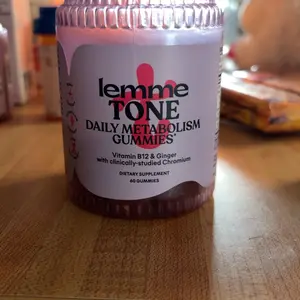 lemme
TONE
DAILY METABOLISM
GUMMIES*
Vitamin B12 & Ginger
with clinically-studied Chromium
DIETARY SUPPLEMENT
60 GUMMIES